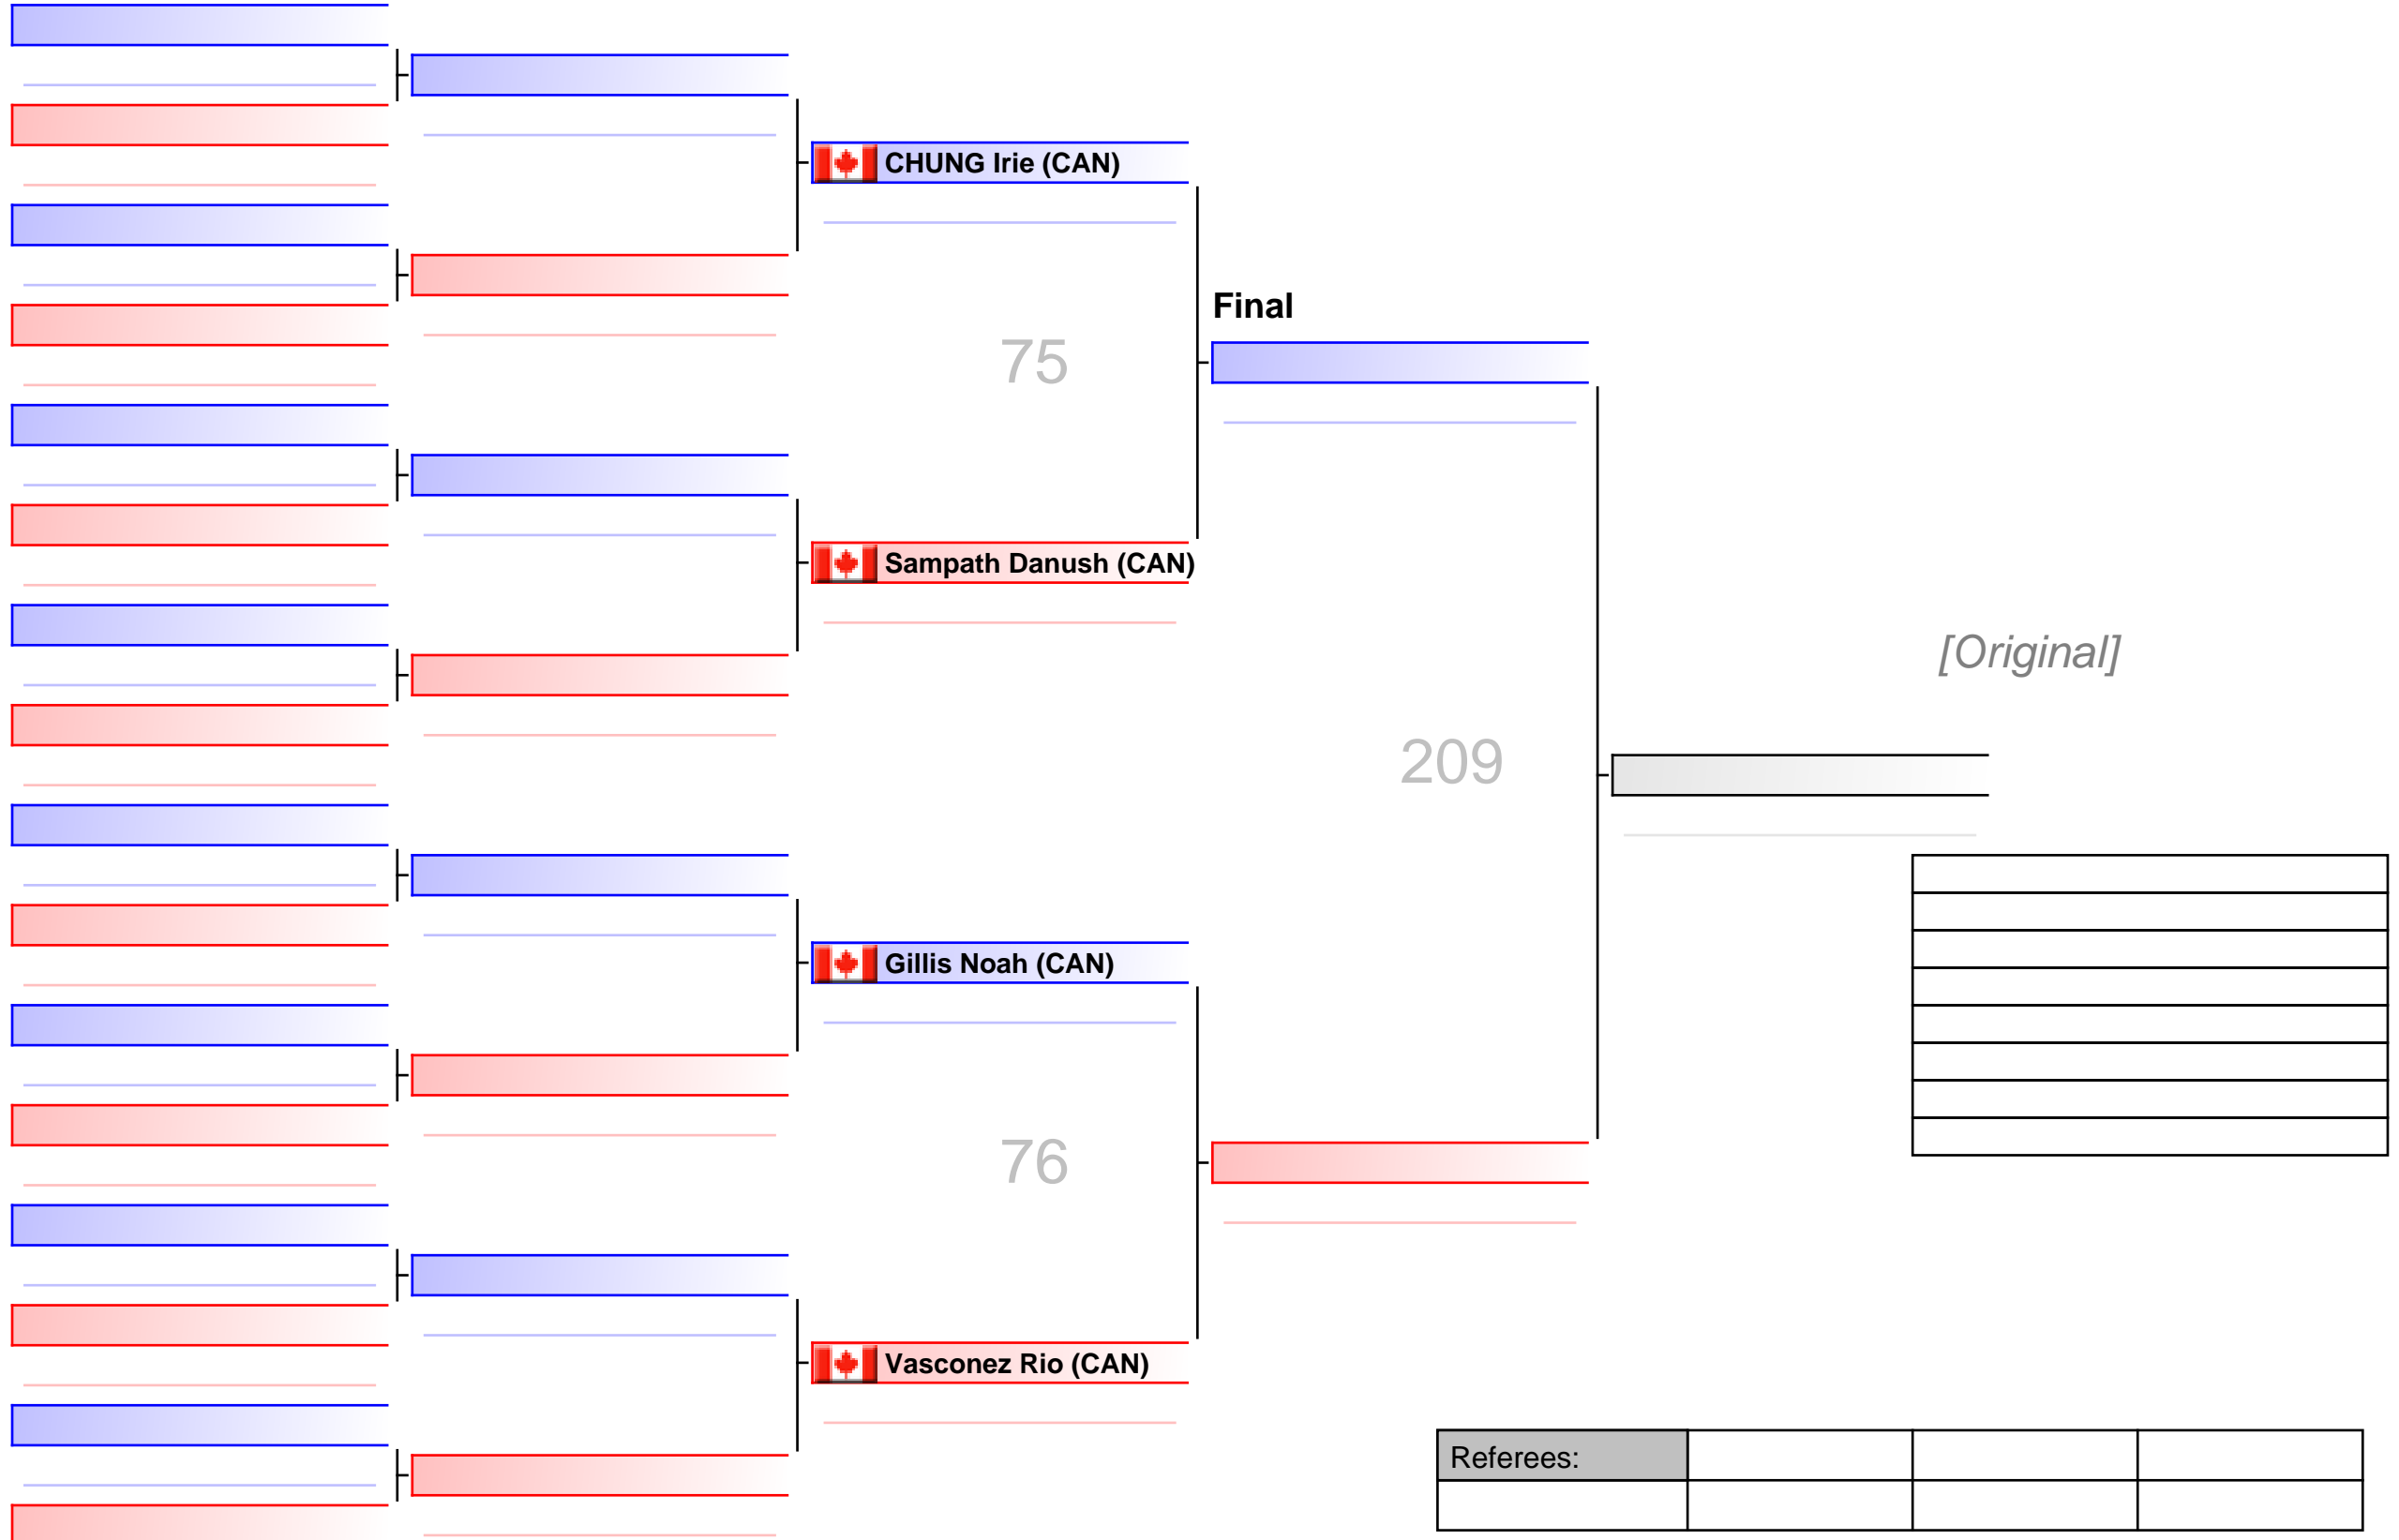 CHUNG Irie (CAN)
Final
75
Sampath Danush (CAN)
[Original]
209
Gillis Noah (CAN)
76
Vasconez Rio (CAN)
Referees: